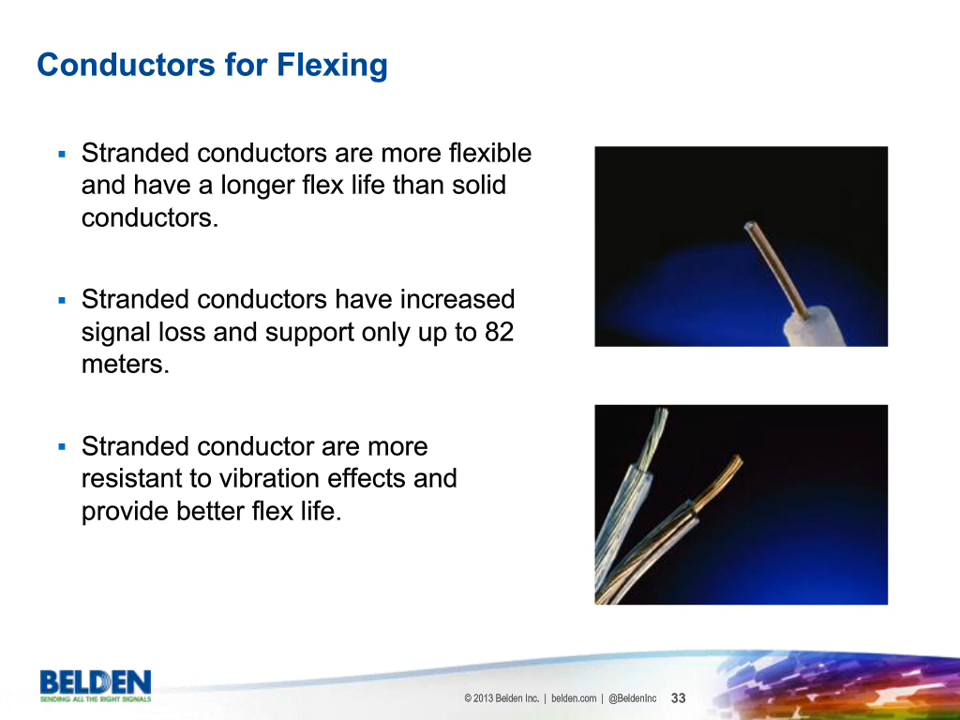 Conductors for Flexing
▪ Stranded conductors are more flexible
and have a longer flex life than solid
conductors.
▪ Stranded conductors have increased
signal loss and support only up to 82
meters.
▪ Stranded conductor are more
resistant to vibration effects and
provide better flex life.
BELDEN
SENDING ALL THE RIGHT SIGNALS
© 2013 Belden Inc. | belden.com | @BeldenInc 33